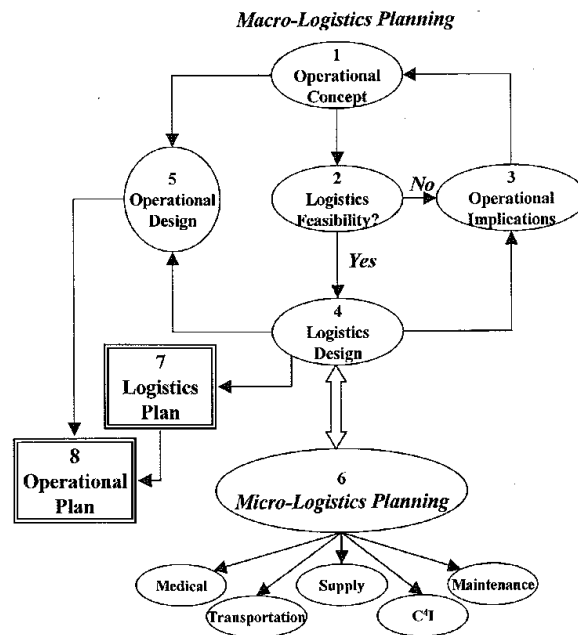 Macro-Logistics Planning
1
Operational
Concept
5
Operational
Design
2
Logistics
Feasibility?
No
3
Operational
Implications
Yes
4
Logistics
Design
7
Logistics
Plan
8
Operational
Plan
6
Micro-Logistics Planning
Medical
Supply
Maintenance
Transportation
C⁴I